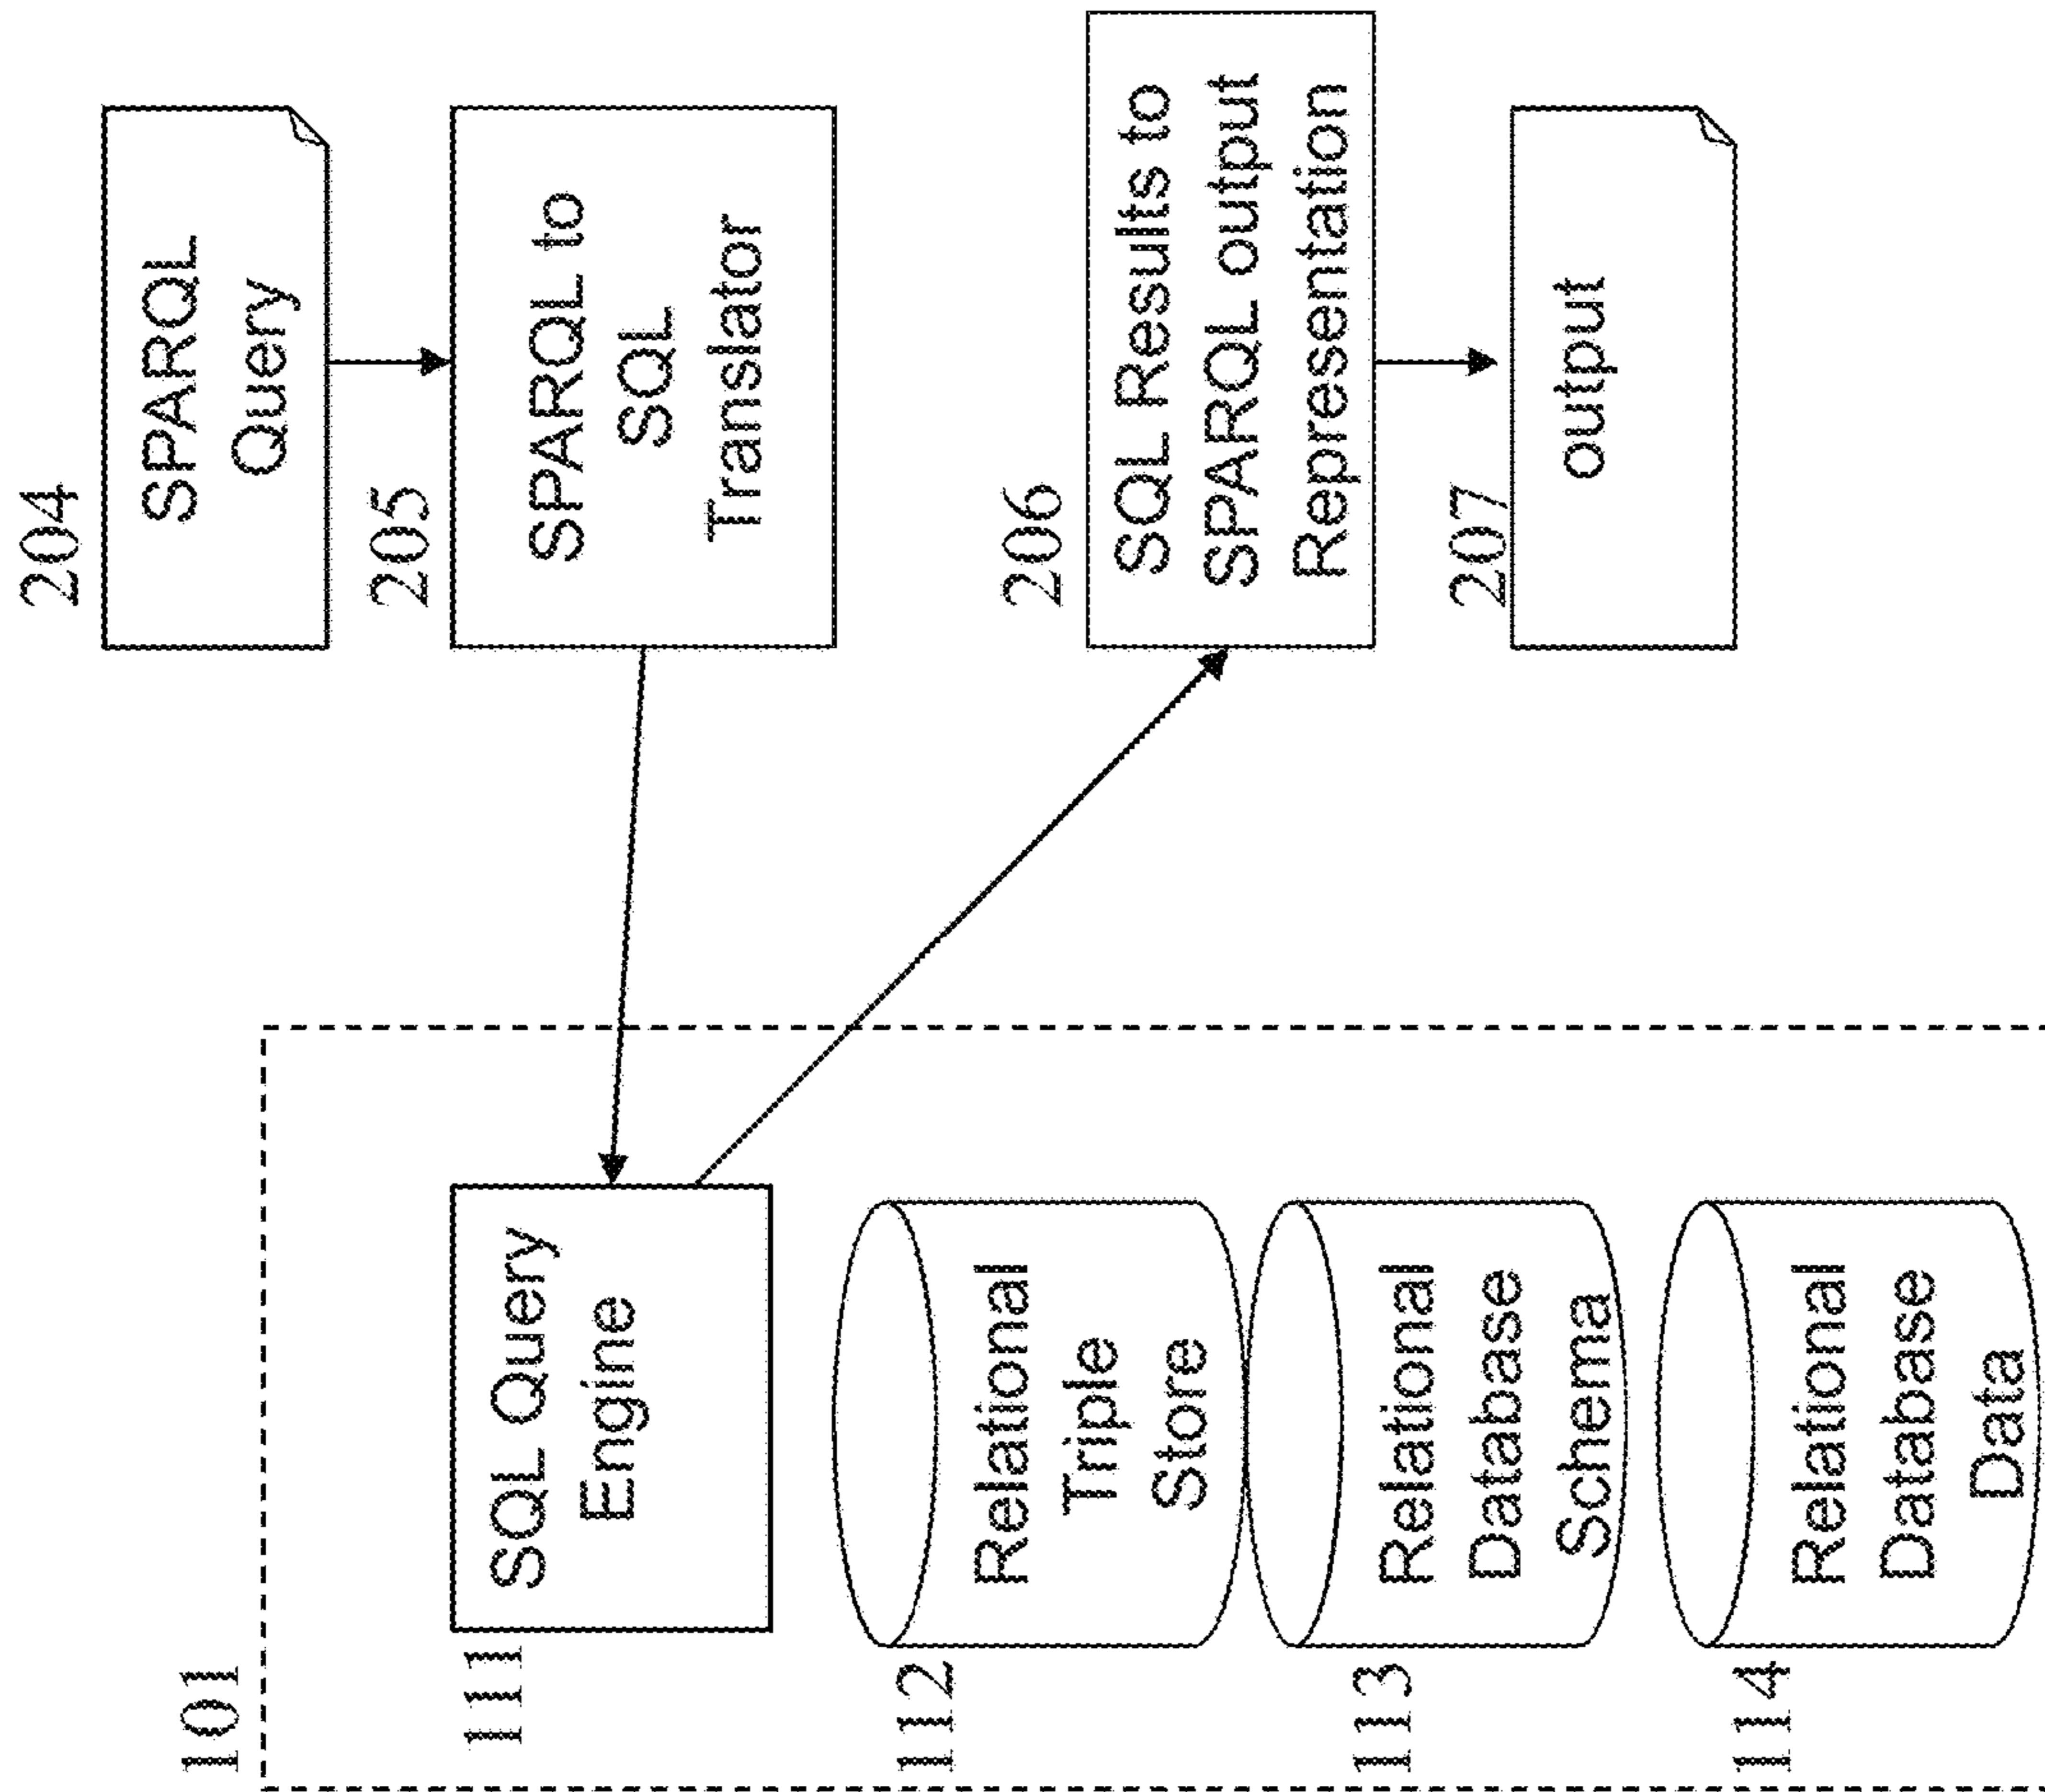 101
111
SQL Query
Engine
112
Relational
Triple
Store
113
Relational
Database
Schema
114
Relational
Database
Data
204
SPARQL
Query
205
SPARQL to
SQL
Translator
206
SQL Results to
SPARQL output
Representation
207
output